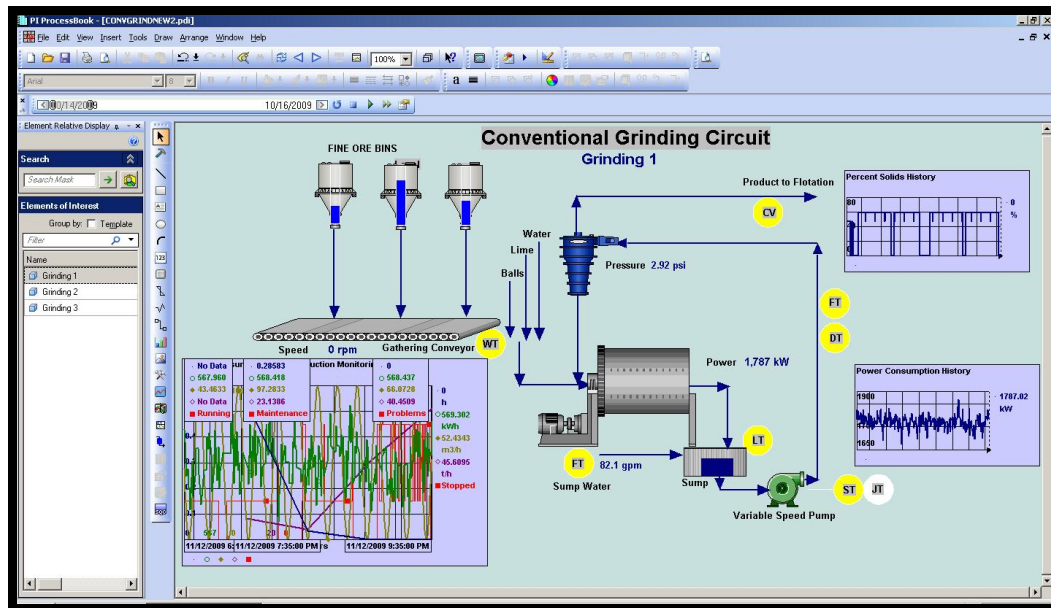 PI ProcessBook - [CONVGRINDNEW2.pdi]
File Edit View Insert Tools Draw Arrange Window Help
100%
Arial 8
10/16/2009
Element Relative Display
Search
Search Mask
Elements of Interest
Group by: Template
Filter
Name
Grinding 1
Grinding 2
Grinding 3
Conventional Grinding Circuit
Grinding 1
FINE ORE BINS
Product to Flotation
CV
Water
Lime
Balls
Pressure 2.92 psi
FT
DT
Speed 0 rpm Gathering Conveyor WT
Power 1,787 kW
LT
FT 82.1 gpm
Sump Water
Sump
ST JT
Variable Speed Pump
Percent Solids History
80
0
%
Power Consumption History
1900
1650
1787.02
kW
No Data 0.28583 0
567.960 568.418 568.437
43.4633 97.2833 66.0728
No Data 23.1386 40.4509
Running Maintenance Problems
0
h
569.302
kWh
52.4343
m3/h
45.6095
t/h
Stopped
11/12/2009 7:35:00 PM 11/12/2009 9:35:00 PM